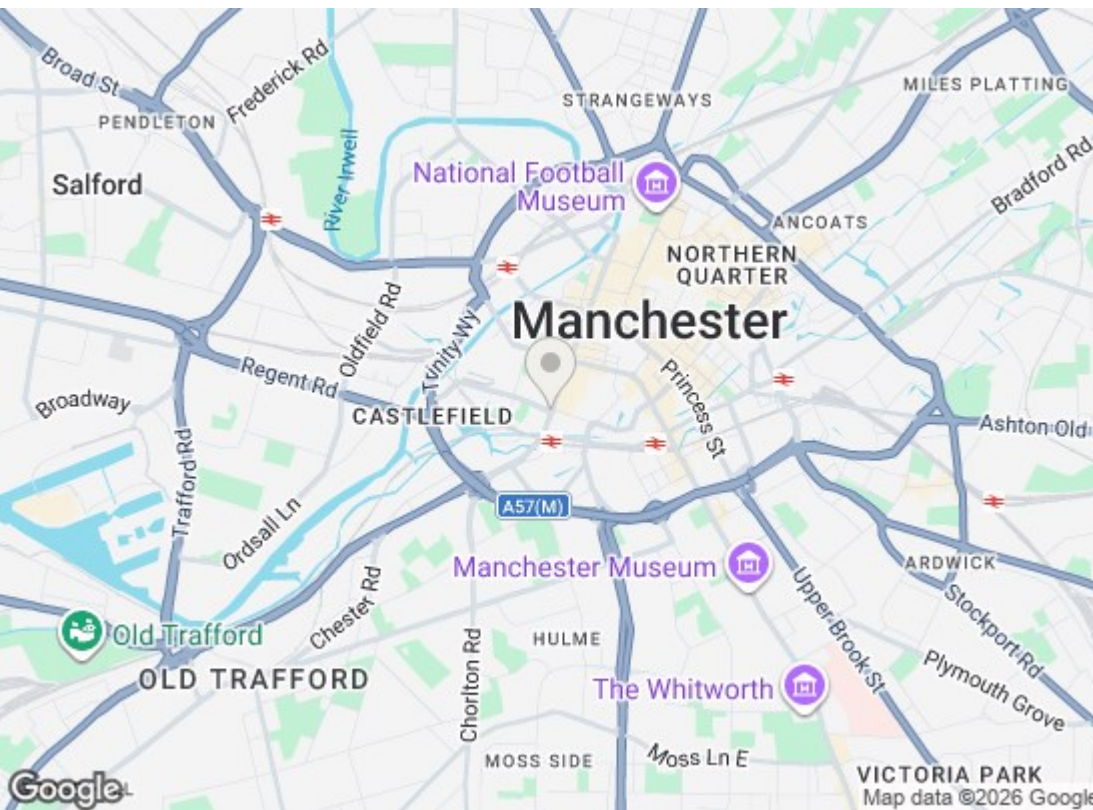 Broad St
Frederick Rd
PENDLETON
STRANGEWAYS
MILES PLATTING
Salford
River Irwell
National Football
Museum
Bradford Rd
ANCOATS
NORTHERN
QUARTER
Manchester
Oldfield Rd
Trinity Wy
Regent Rd
Princess St
Broadway
CASTLEFIELD
Ashton Old
Trafford Rd
Ordsall Ln
A57(M)
Manchester Museum
ARDWICK
Upper Brook St
Stockport Rd
Chester Rd
Old Trafford
HULME
OLD TRAFFORD
Chorlton Rd
The Whitworth
Plymouth Grove
MOSS SIDE
Moss Ln E
VICTORIA PARK
Google
Map data ©2026 Google